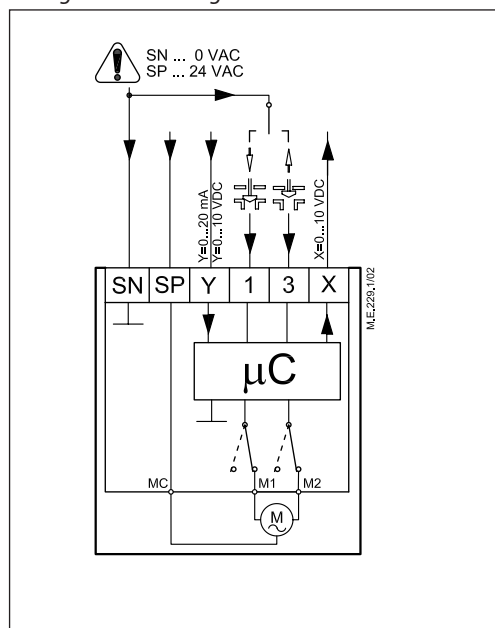 SN ... 0 VAC
SP ... 24 VAC
Y=0...20 mA
Y=0...10 VDC
X=0...10 VDC
SN SP Y 1 3 X
M.E.229.1/02
µC
MC M1 M2
M